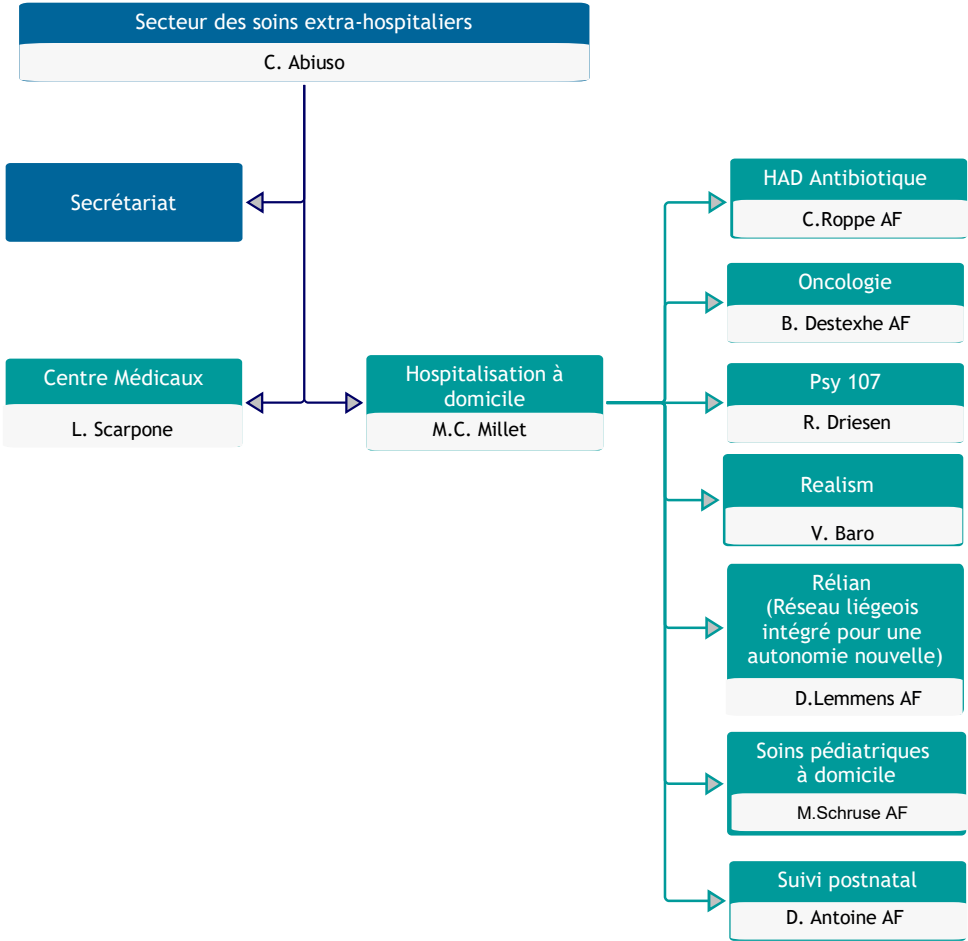 Secteur des soins extra-hospitaliers
C. Abiuso
Secrétariat
Centre Médicaux
L. Scarpone
Hospitalisation à
domicile
M.C. Millet
HAD Antibiotique
C.Roppe AF
Oncologie
B. Destexhe AF
Psy 107
R. Driesen
Realism
V. Baro
Rélian
(Réseau liégeois
intégré pour une
autonomie nouvelle)
D.Lemmens AF
Soins pédiatriques
à domicile
M.Schruse AF
Suivi postnatal
D. Antoine AF